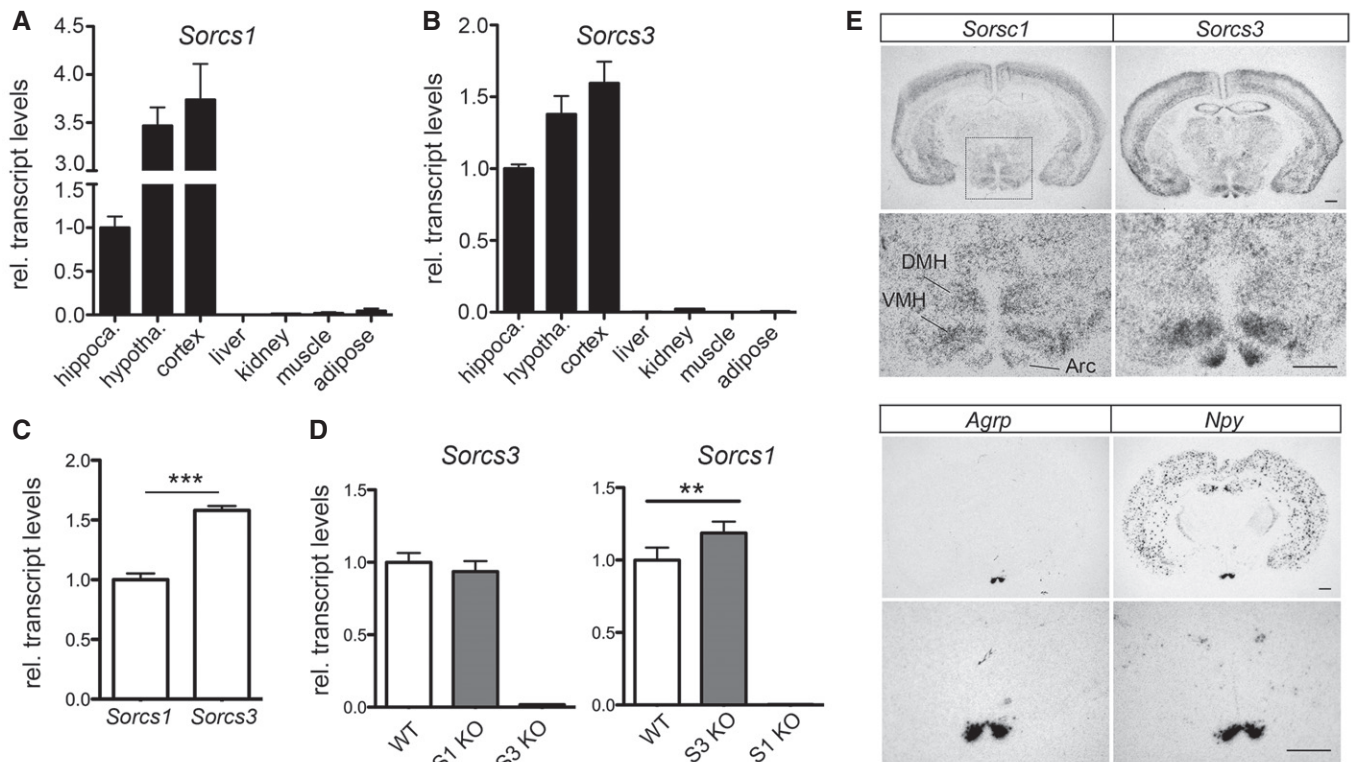 A
Sorcs1
rel. transcript levels
4.5
4.0
3.5
3.0
1.5
1-0
0.5
0.0
hippoca.
hypotha.
cortex
liver
kidney
muscle
adipose
B
Sorcs3
rel. transcript levels
2.0
1.5
1.0
0.5
0.0
hippoca.
hypotha.
cortex
liver
kidney
muscle
adipose
C
rel. transcript levels
2.0
1.5
1.0
0.5
0.0
***
Sorcs1
Sorcs3
D
Sorcs3
rel. transcript levels
1.5
1.0
0.5
0.0
WT
S1 KO
S3 KO
Sorcs1
1.5
1.0
0.5
0.0
**
WT
S3 KO
S1 KO
E
Sorsc1
Sorcs3
DMH
VMH
Arc
Agrp
Npy